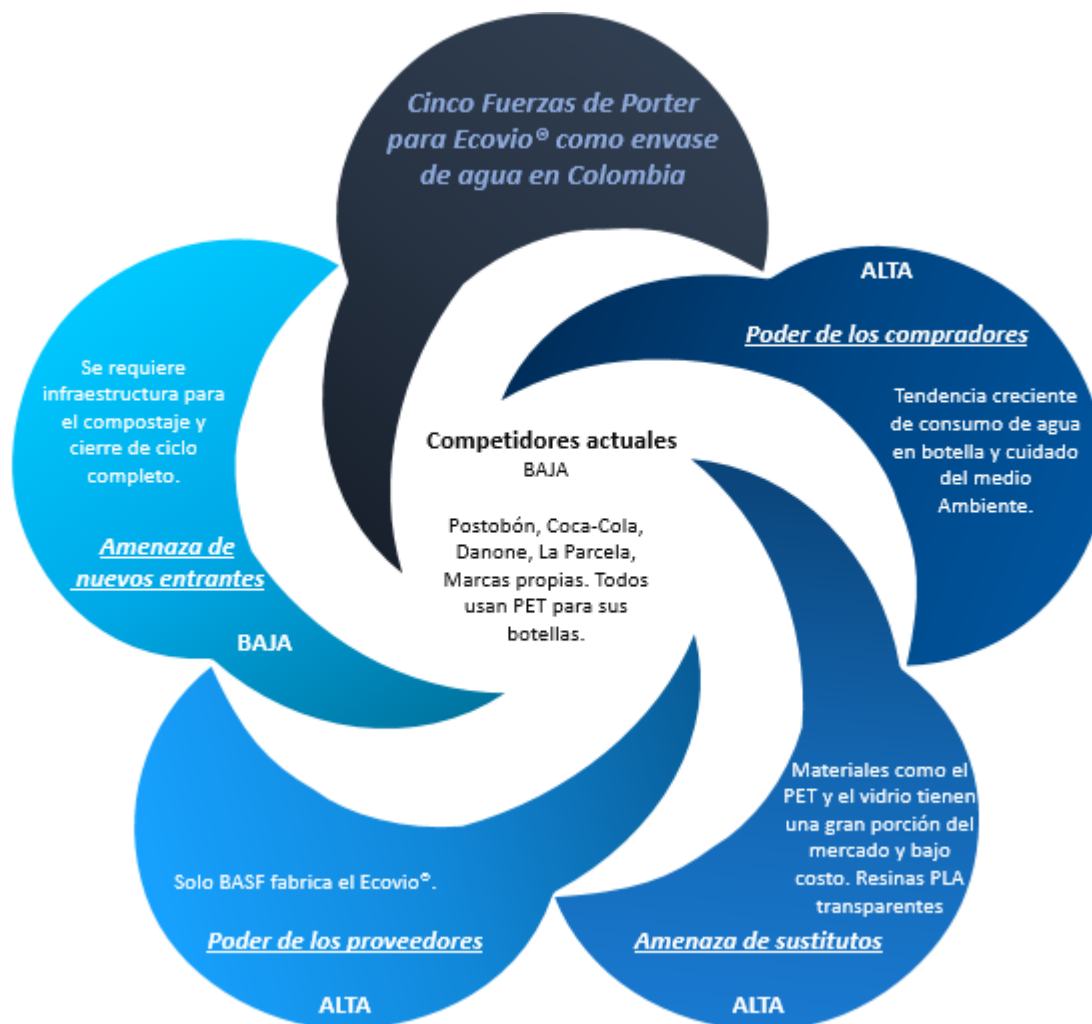 Cinco Fuerzas de Porter
para Ecovio® como envase
de agua en Colombia
ALTA
Poder de los compradores
Tendencia creciente
de consumo de agua
en botella y cuidado
del medio
Ambiente.
Se requiere
infraestructura para
el compostaje y
cierre de ciclo
completo.
Amenaza de
nuevos entrantes
BAJA
Competidores actuales
BAJA
Postobón, Coca-Cola,
Danone, La Parcela,
Marcas propias. Todos
usan PET para sus
botellas.
Materiales como el
PET y el vidrio tienen
una gran porción del
mercado y bajo
costo. Resinas PLA
transparentes
Amenaza de sustitutos
ALTA
Solo BASF fabrica el Ecovio®.
Poder de los proveedores
ALTA